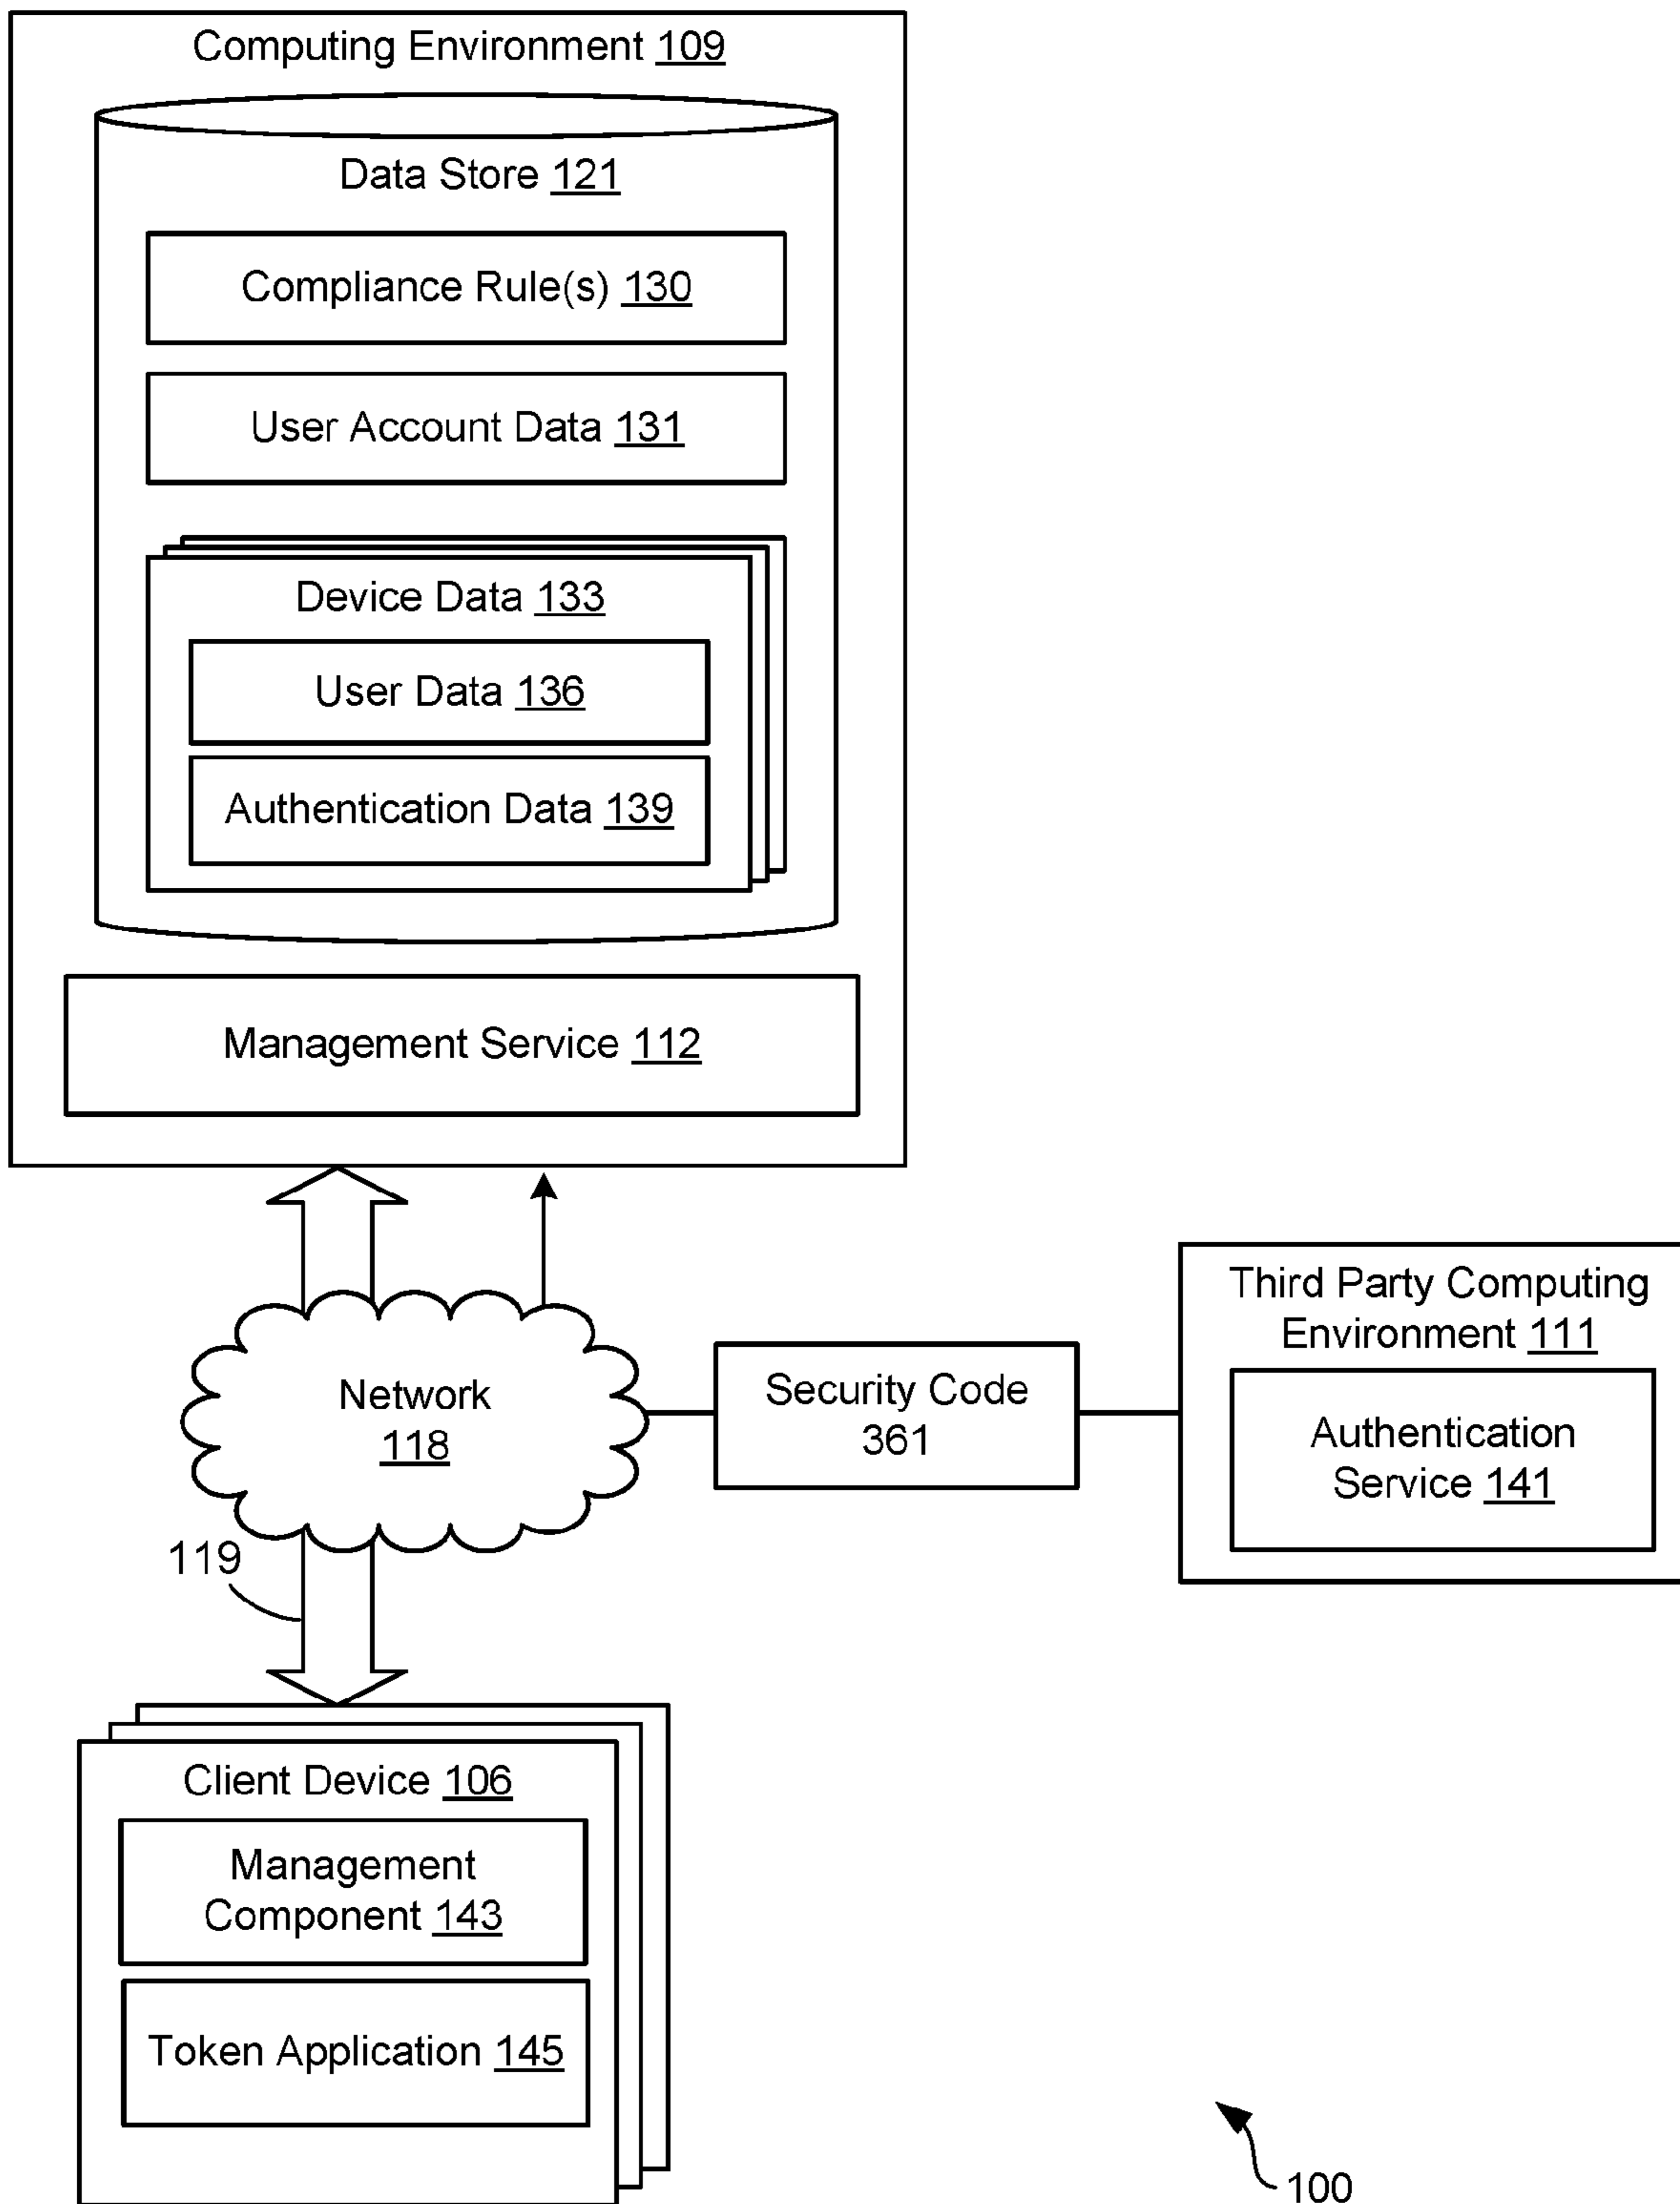 Computing Environment 109
Data Store 121
Compliance Rule(s) 130
User Account Data 131
Device Data 133
User Data 136
Authentication Data 139
Management Service 112
Network
118
Security Code
361
Third Party Computing
Environment 111
Authentication
Service 141
119
Client Device 106
Management
Component 143
Token Application 145
100